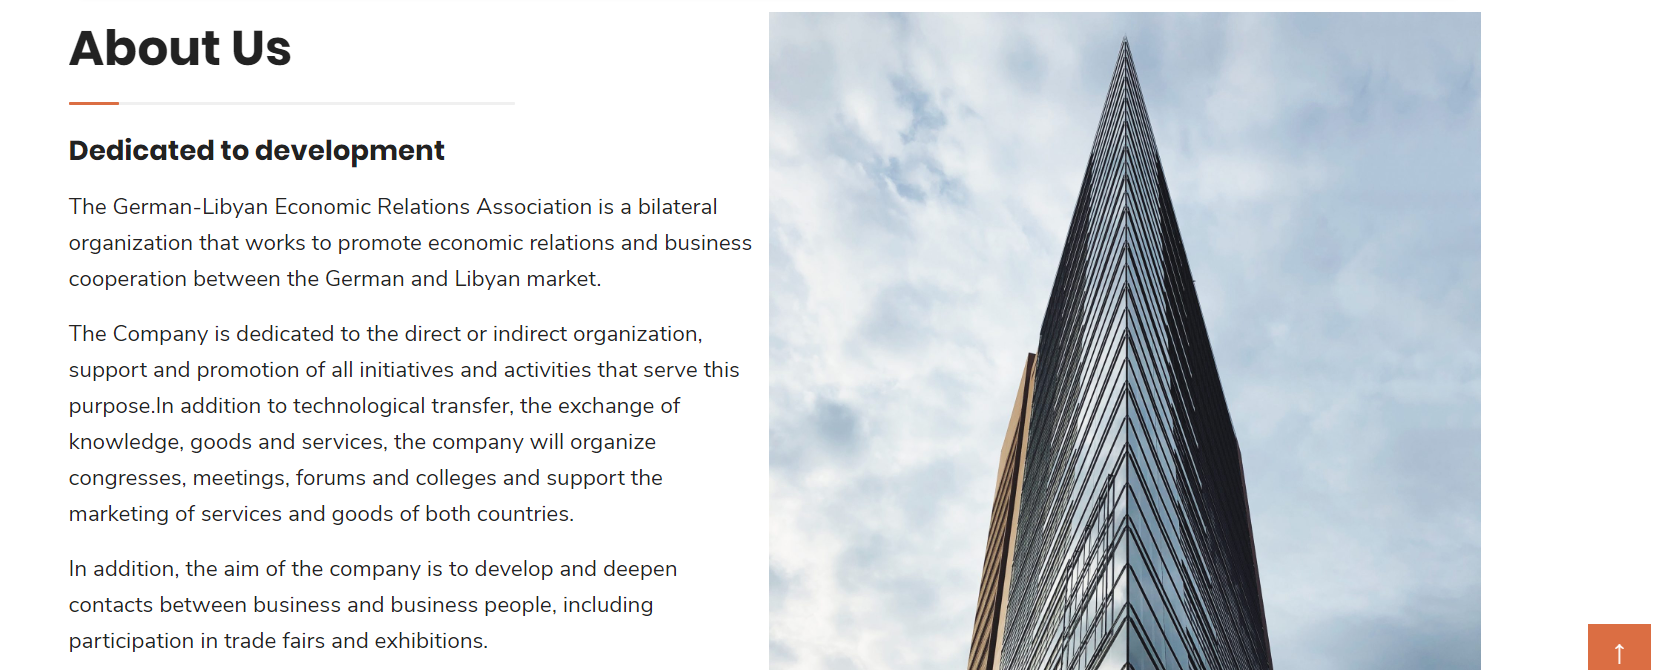 About Us
Dedicated to development
The German-Libyan Economic Relations Association is a bilateral
organization that works to promote economic relations and business
cooperation between the German and Libyan market.
The Company is dedicated to the direct or indirect organization,
support and promotion of all initiatives and activities that serve this
purpose.In addition to technological transfer, the exchange of
knowledge, goods and services, the company will organize
congresses, meetings, forums and colleges and support the
marketing of services and goods of both countries.
In addition, the aim of the company is to develop and deepen
contacts between business and business people, including
participation in trade fairs and exhibitions.
↑